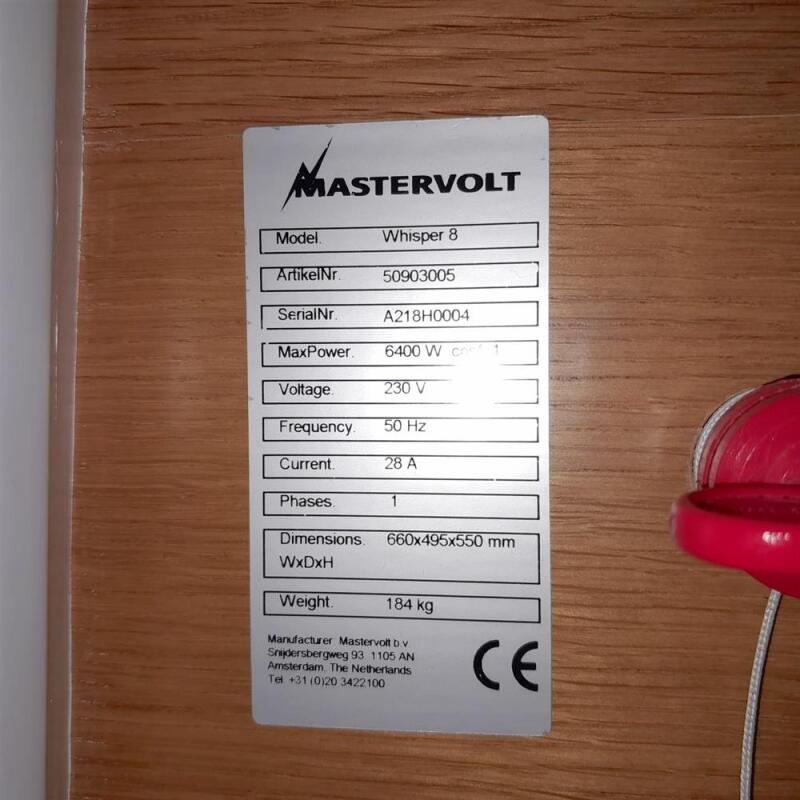 MASTERVOLT
Model. Whisper 8
ArtikelNr. 50903005
SerialNr. A218H0004
MaxPower. 6400 W 1
Voltage. 230 V
Frequency. 50 Hz
Current. 28 A
Phases. 1
Dimensions. 660x495x550 mm
WxDxH
Weight. 184 kg
Manufacturer Mastervolt b.v
Snijdersbergweg 93, 1105 AN
Amsterdam, The Netherlands
Tel. +31 (0)20 3422100
CE